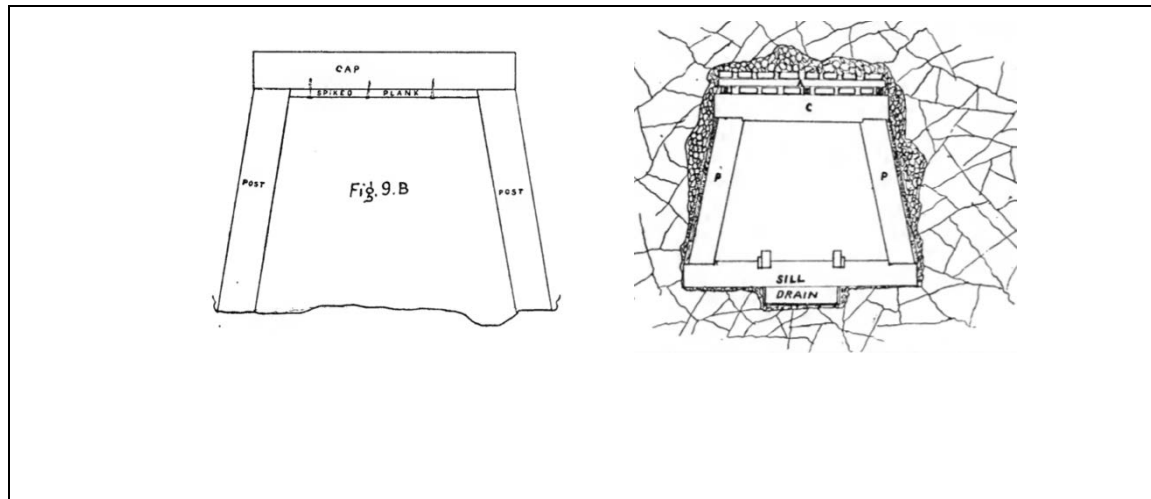 CAP
SPIKED PLANK
POST
POST
Fig. 9. B
C
P
P
SILL
DRAIN